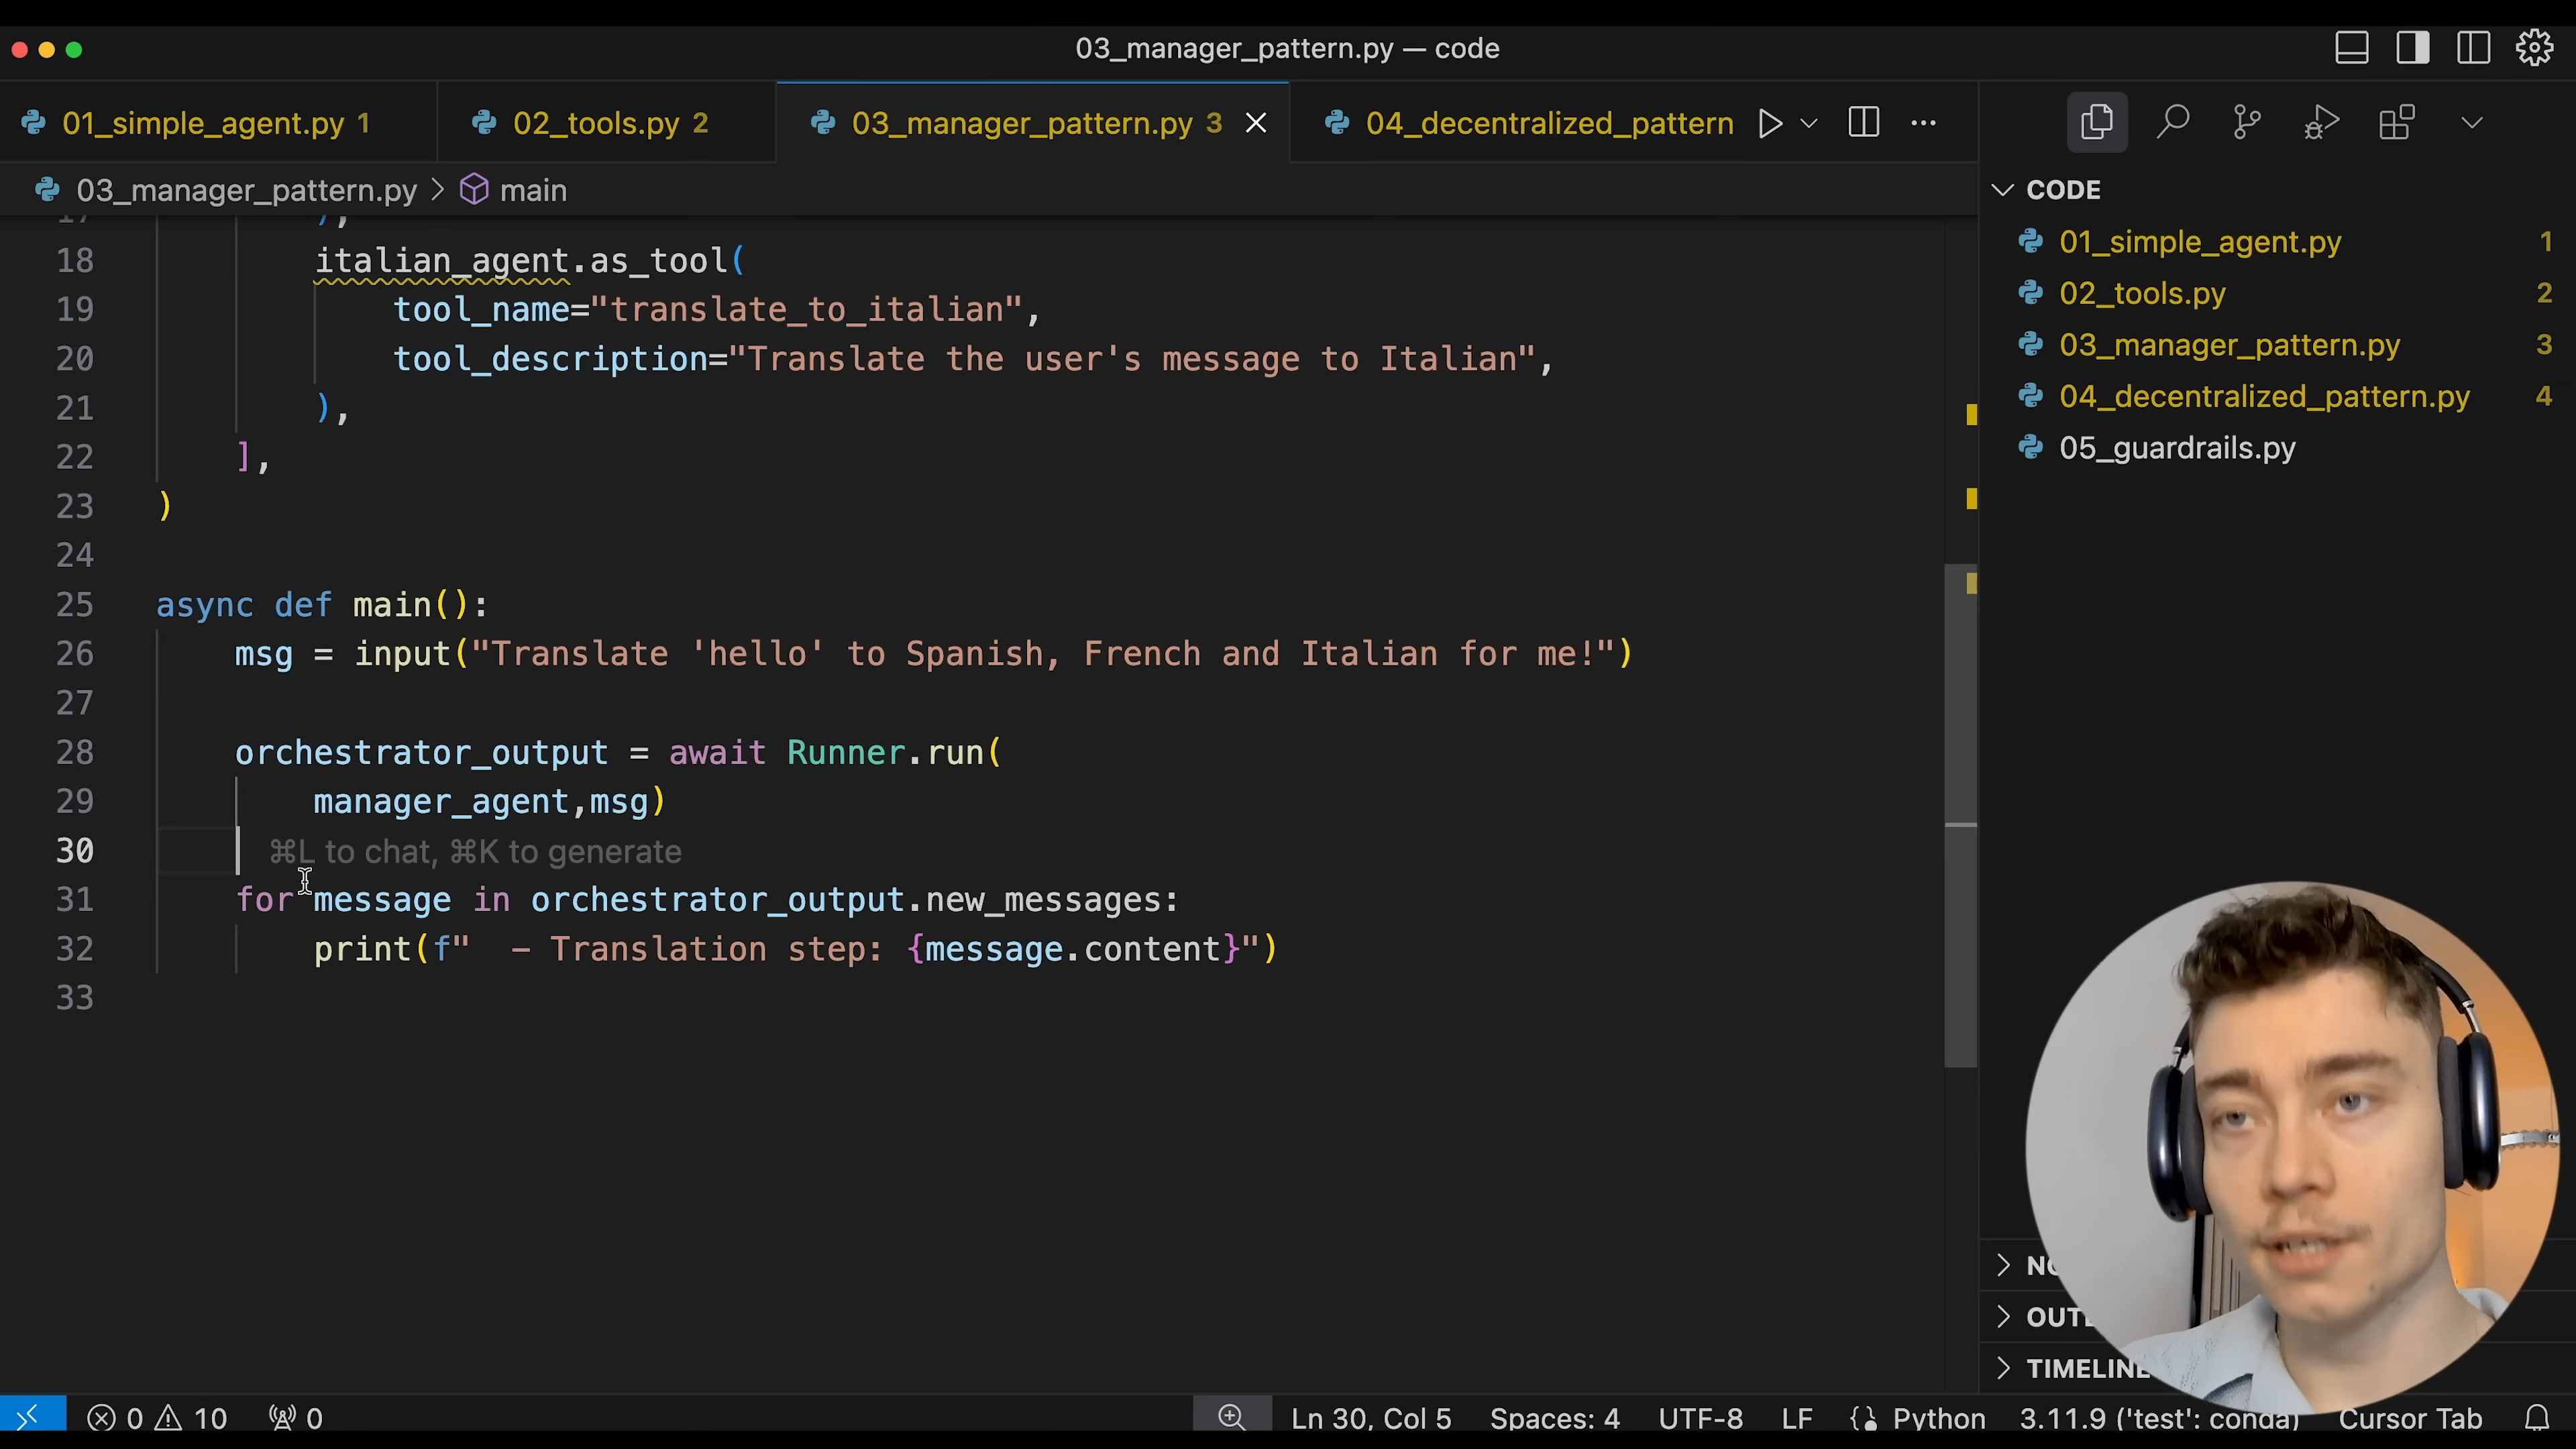 03_manager_pattern.py — code
01_simple_agent.py 1
02_tools.py 2
03_manager_pattern.py 3
04_decentralized_pattern
03_manager_pattern.py > main
17 ),
18 italian_agent.as_tool(
19 tool_name="translate_to_italian",
20 tool_description="Translate the user's message to Italian",
21 ),
22 ],
23 )
24
25 async def main():
26 msg = input("Translate 'hello' to Spanish, French and Italian for me!")
27
28 orchestrator_output = await Runner.run(
29 manager_agent,msg)
30 ⌘L to chat, ⌘K to generate
31 for message in orchestrator_output.new_messages:
32 print(f"  – Translation step: {message.content}")
33
CODE
01_simple_agent.py 1
02_tools.py 2
03_manager_pattern.py 3
04_decentralized_pattern.py 4
05_guardrails.py
TIMELINE
0 10 0
Ln 30, Col 5
Spaces: 4
UTF-8
LF
Python
3.11.9 ('test': conda)
Cursor Tab